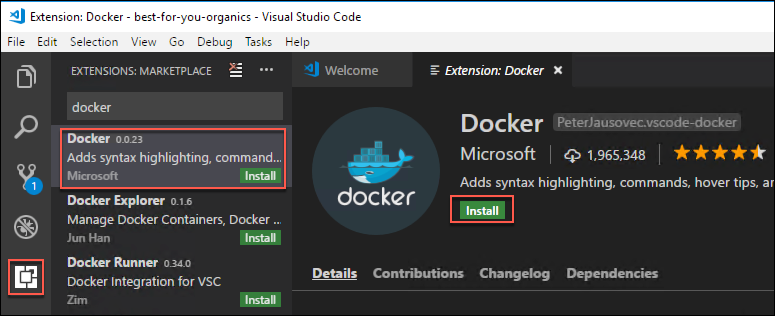 Extension: Docker - best-for-you-organics - Visual Studio Code
File Edit Selection View Go Debug Tasks Help
EXTENSIONS: MARKETPLACE
docker
Docker 0.0.23
Adds syntax highlighting, command...
Microsoft Install
Docker Explorer 0.1.6
Manage Docker Containers, Docker ...
Jun Han Install
Docker Runner 0.34.0
Docker Integration for VSC
Zim Install
1
Welcome Extension: Docker
docker
Docker PeterJausovec.vscode-docker
Microsoft 1,965,348
Adds syntax highlighting, commands, hover tips, an
Install
Details Contributions Changelog Dependencies